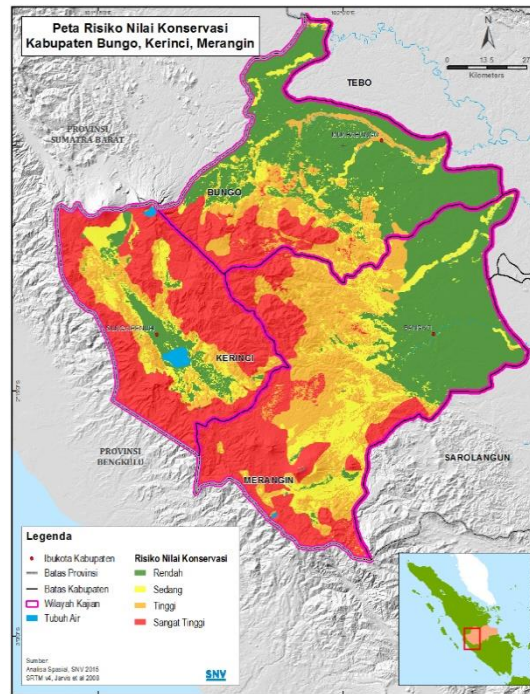 Peta Risiko Nilai Konservasi
Kabupaten Bungo, Kerinci, Merangin
N
0
13.5
27
Kilometers
TEBO
PROVINSI
SUMATRA BARAT
BUNGO
KERINCI
PROVINSI
BENGKULU
MERANGIN
SAROLANGUN
Legenda
Ibukota Kabupaten
Batas Provinsi
Batas Kabupaten
Wilayah Kajian
Tubuh Air
Risiko Nilai Konservasi
Rendah
Sedang
Tinggi
Sangat Tinggi
Sumber
Analisa Spasial, SNV 2015
SRTM v4, Jarvis et al 2008
SNV